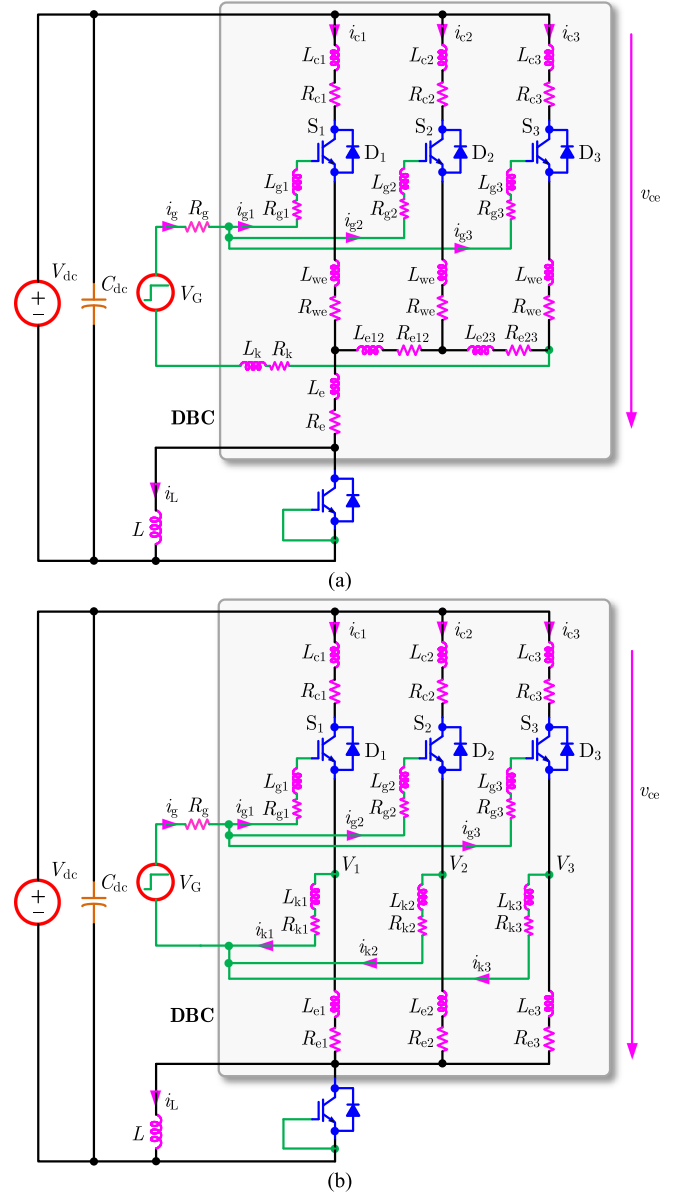 i_c1 i_c2 i_c3
L_c1 L_c2 L_c3
R_c1 R_c2 R_c3
S_1 S_2 S_3
D_1 D_2 D_3
L_g1 L_g2 L_g3
R_g1 R_g2 R_g3
v_ce
i_g R_g i_g1
i_g2
i_g3
V_dc C_dc V_G
+
−
L_we L_we L_we
R_we R_we R_we
L_e12 R_e12 L_e23 R_e23
L_k R_k
L_e
DBC R_e
i_L
L
(a)
i_c1 i_c2 i_c3
L_c1 L_c2 L_c3
R_c1 R_c2 R_c3
S_1 S_2 S_3
D_1 D_2 D_3
L_g1 L_g2 L_g3
R_g1 R_g2 R_g3
v_ce
i_g R_g i_g1
i_g2
i_g3
V_1 V_2 V_3
V_dc C_dc V_G
+
−
L_k1 L_k2 L_k3
R_k1 R_k2 R_k3
i_k1 i_k2 i_k3
L_e1 L_e2 L_e3
DBC
R_e1 R_e2 R_e3
i_L
L
(b)